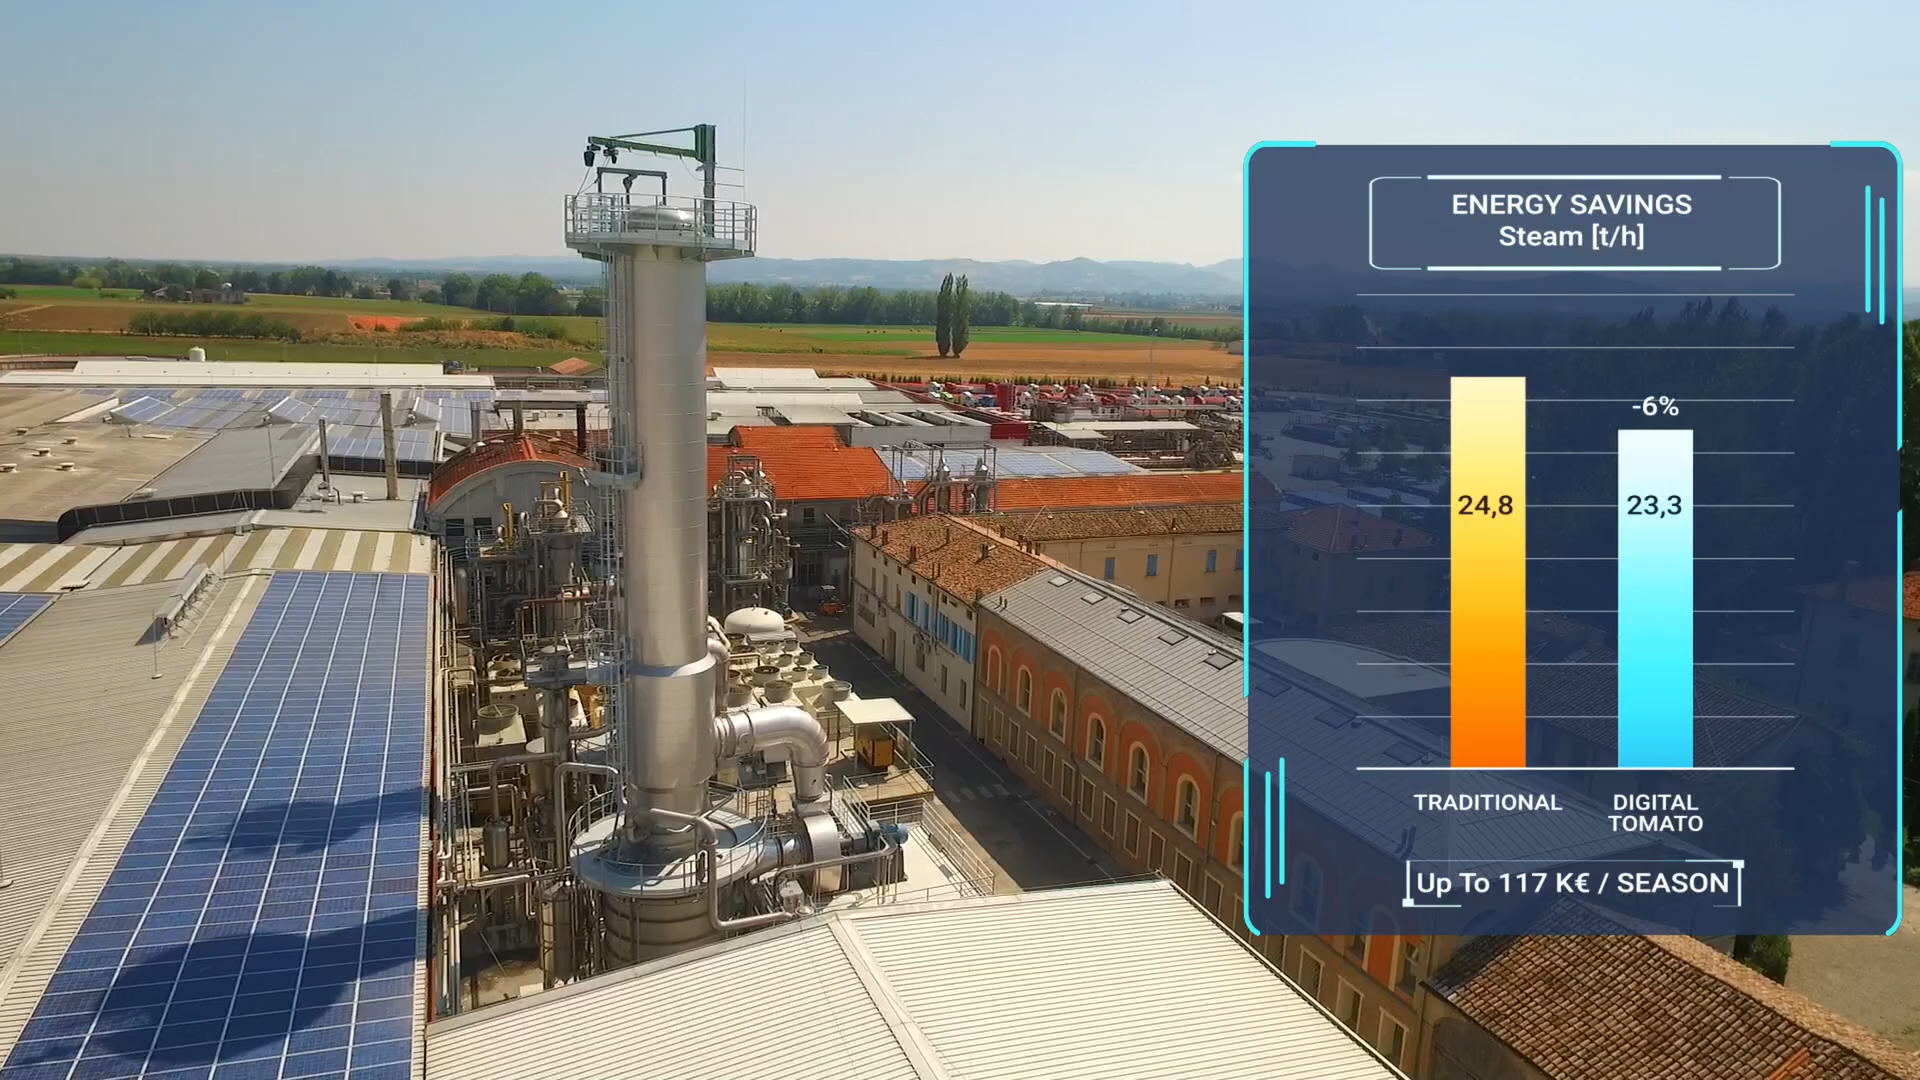 ENERGY SAVINGS
Steam [t/h]
-6%
24,8
23,3
TRADITIONAL
DIGITAL
TOMATO
Up To 117 K€ / SEASON